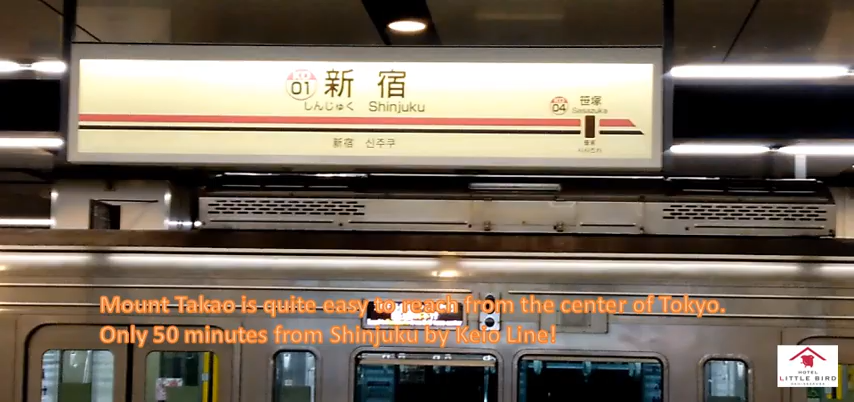 KO
01
新宿
しんじゅく Shinjuku
04
笹塚
Sasazuka
新宿 신주쿠
Mount Takao is quite easy to reach from the center of Tokyo.
Only 50 minutes from Shinjuku by Keio Line!
HOTEL
LITTLE BIRD